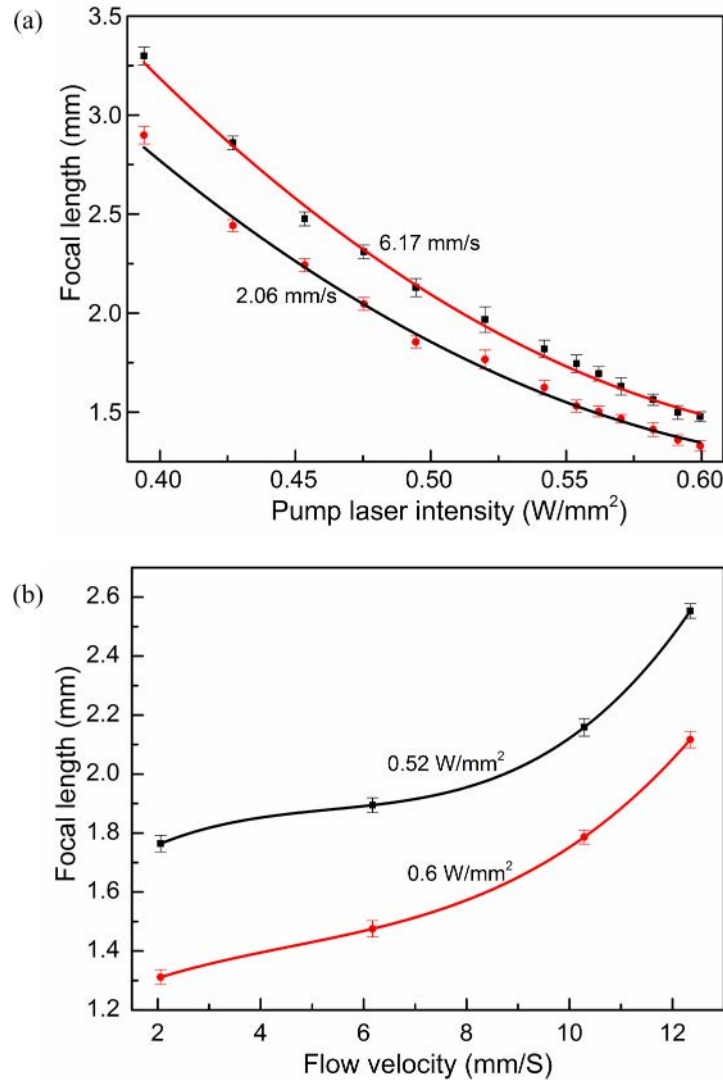 (a)
3.5
3.0
2.5
2.0
1.5
Focal length (mm)
6.17 mm/s
2.06 mm/s
0.40 0.45 0.50 0.55 0.60
Pump laser intensity (W/mm²)
(b)
2.6
2.4
2.2
2.0
1.8
1.6
1.4
1.2
Focal length (mm)
0.52 W/mm²
0.6 W/mm²
2 4 6 8 10 12
Flow velocity (mm/S)